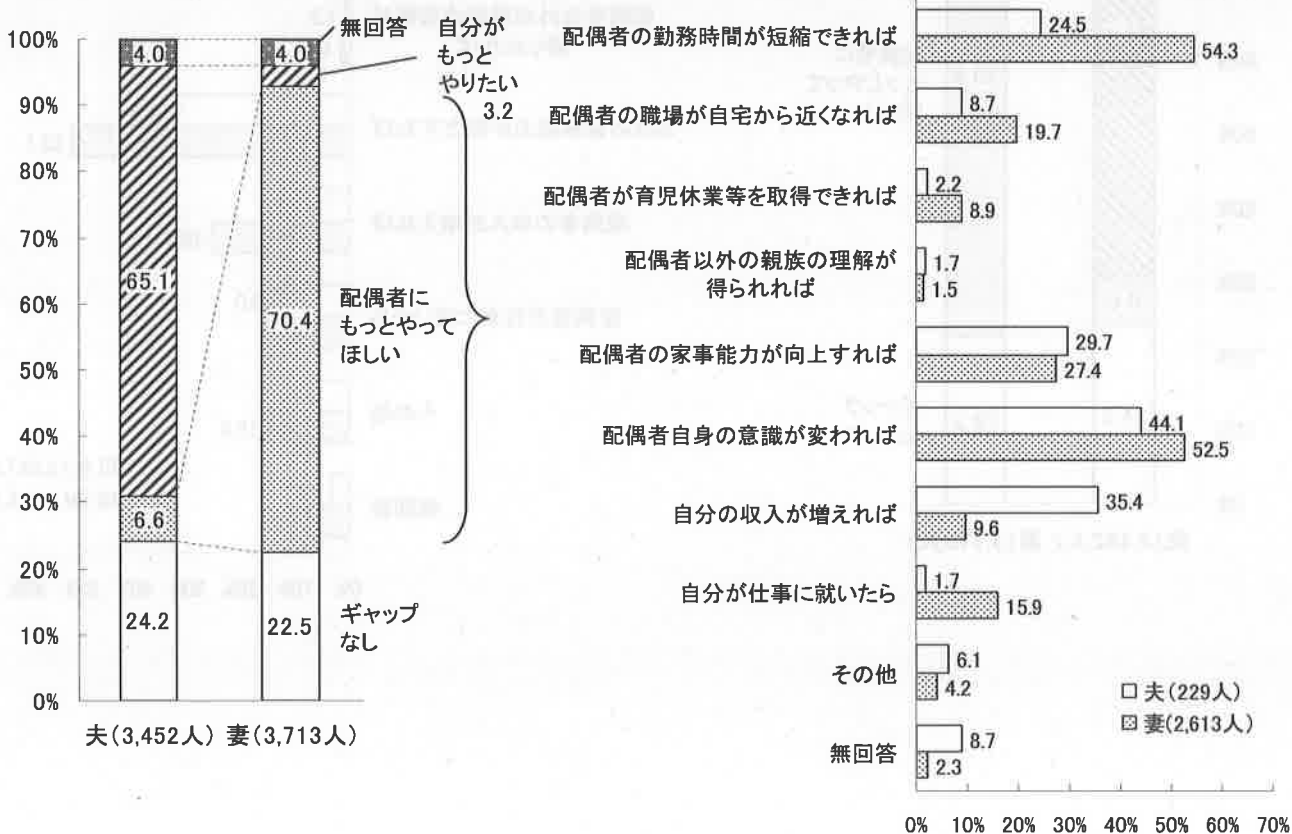 100%
90%
80%
70%
60%
50%
40%
30%
20%
10%
0%
4.0
65.1
6.6
24.2
4.0
70.4
22.5
夫(3,452人)
妻(3,713人)
無回答
自分が
もっと
やりたい
3.2
配偶者に
もっとやって
ほしい
ギャップ
なし
配偶者の勤務時間が短縮できれば
24.5
54.3
配偶者の職場が自宅から近くなれば
8.7
19.7
配偶者が育児休業等を取得できれば
2.2
8.9
配偶者以外の親族の理解が
得られれば
1.7
1.5
配偶者の家事能力が向上すれば
29.7
27.4
配偶者自身の意識が変われば
44.1
52.5
自分の収入が増えれば
35.4
9.6
自分が仕事に就いたら
1.7
15.9
その他
6.1
4.2
無回答
8.7
2.3
夫(229人)
妻(2,613人)
0% 10% 20% 30% 40% 50% 60% 70%